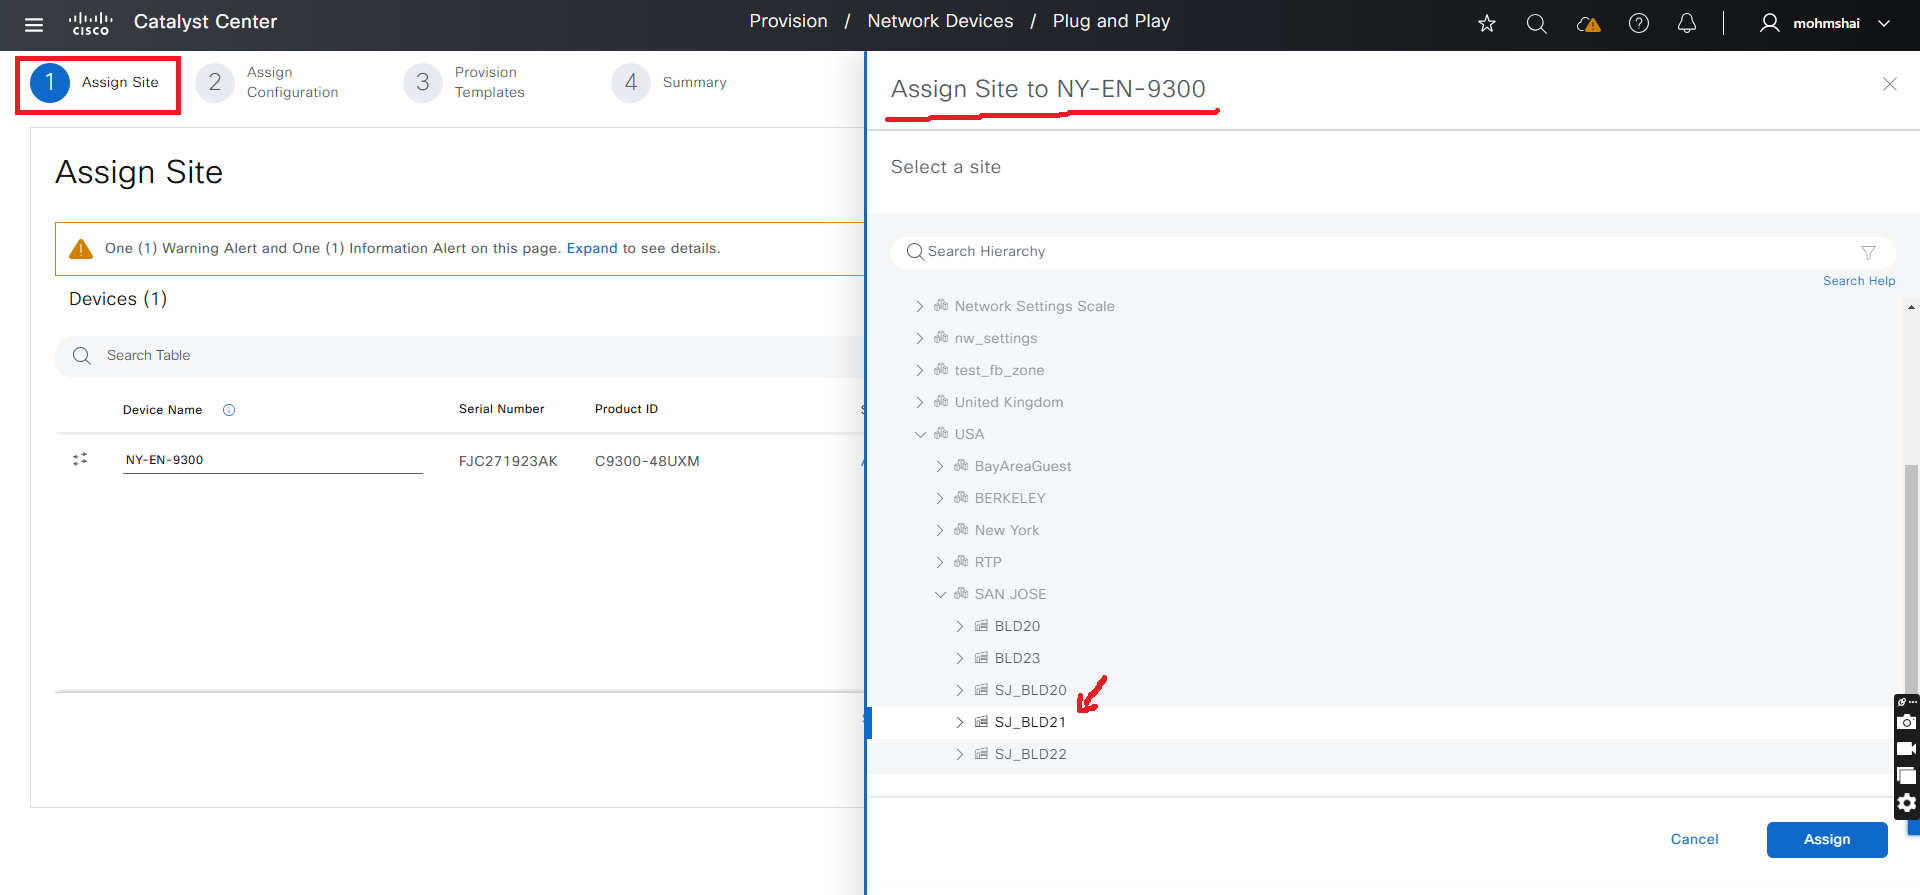 cisco Catalyst Center
Provision / Network Devices / Plug and Play
mohmshai
1 Assign Site
2 Assign Configuration
3 Provision Templates
4 Summary
Assign Site
One (1) Warning Alert and One (1) Information Alert on this page. Expand to see details.
Devices (1)
Search Table
Device Name Serial Number Product ID
NY-EN-9300 FJC271923AK C9300-48UXM
Assign Site to NY-EN-9300
Select a site
Search Hierarchy
Search Help
Network Settings Scale
nw_settings
test_fb_zone
United Kingdom
USA
BayAreaGuest
BERKELEY
New York
RTP
SAN JOSE
BLD20
BLD23
SJ_BLD20
SJ_BLD21
SJ_BLD22
Cancel Assign